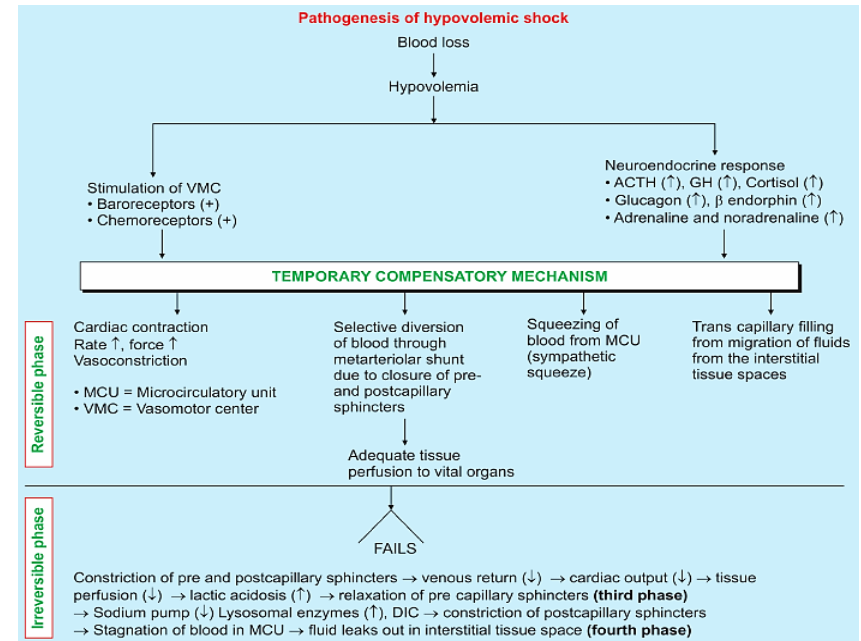 Pathogenesis of hypovolemic shock
Blood loss
Hypovolemia
Stimulation of VMC
• Baroreceptors (+)
• Chemoreceptors (+)
Neuroendocrine response
• ACTH (↑), GH (↑), Cortisol (↑)
• Glucagon (↑), β endorphin (↑)
• Adrenaline and noradrenaline (↑)
TEMPORARY COMPENSATORY MECHANISM
Reversible phase
Cardiac contraction
Rate ↑, force ↑
Vasoconstriction
• MCU = Microcirculatory unit
• VMC = Vasomotor center
Selective diversion
of blood through
metarteriolar shunt
due to closure of pre-
and postcapillary
sphincters
Squeezing of
blood from MCU
(sympathetic
squeeze)
Trans capillary filling
from migration of fluids
from the interstitial
tissue spaces
Adequate tissue
perfusion to vital organs
Irreversible phase
FAILS
Constriction of pre and postcapillary sphincters → venous return (↓) → cardiac output (↓) → tissue
perfusion (↓) → lactic acidosis (↑) → relaxation of pre capillary sphincters (third phase)
→ Sodium pump (↓) Lysosomal enzymes (↑), DIC → constriction of postcapillary sphincters
→ Stagnation of blood in MCU → fluid leaks out in interstitial tissue space (fourth phase)